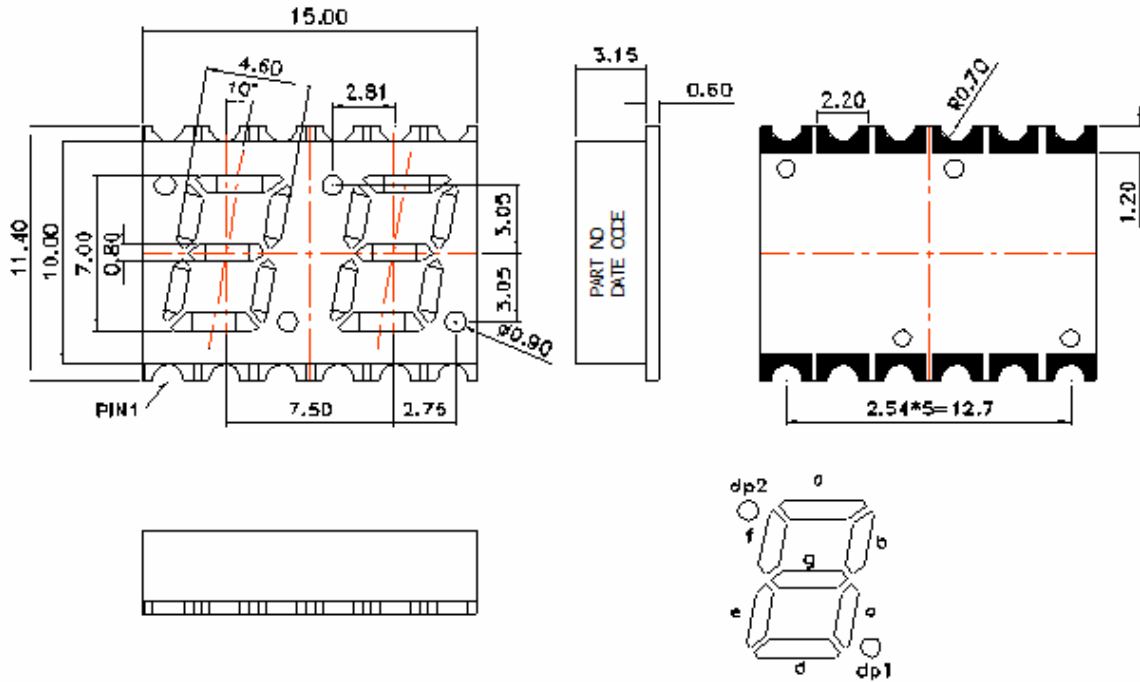 15.00
4.60
10°
2.81
11.40
10.00
7.00
0.80
3.05
3.05
ø0.90
PIN1
7.50
2.75
3.15
0.60
PART NO
DATE CODE
R0.70
2.20
1.20
2.54*5=12.7
dp2
a
f
b
g
e
c
d
dp1